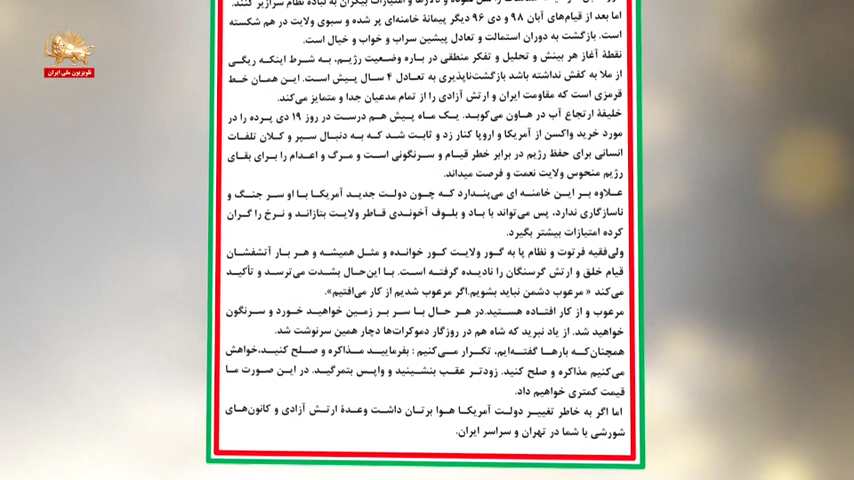 تلویزیون ملی ایران
اما بعد از قیام‌های آبان ۹۸ و دی ۹۶ دیگر پیمانهٔ خامنه‌ای پر شده و سبوی ولایت در هم شکسته
است. بازگشت به دوران استمالت و تعادل پیشین سراب و خواب و خیال است.
نقطهٔ آغاز هر بینش و تحلیل و تفکر منطقی در باره وضعیت رژیم، به شرط اینکه ریگی
از ملا به کفش نداشته باشد بازگشت‌ناپذیری به تعادل ۴ سال پیش است. این همان خط
قرمزی است که مقاومت ایران و ارتش آزادی را از تمام مدعیان جدا و متمایز می‌کند.
خلیفهٔ ارتجاع آب در هاون می‌کوبد. یک ماه پیش هم درست در روز ۱۹ دی پرده را در
مورد خرید واکسن از آمریکا و اروپا کنار زد و ثابت شد که به دنبال سپر و کلان تلفات
انسانی برای حفظ رژیم در برابر خطر قیام و سرنگونی است و مرگ و اعدام را برای بقای
رژیم منحوس ولایت نعمت و فرصت میداند.
علاوه بر این خامنه ای می‌پندارد که چون دولت جدید آمریکا با او سر جنگ و
ناسازگاری ندارد، پس می‌تواند با باد و بلوف آخوندی قاطر ولایت بتازاند و نرخ را گران
کرده امتیازات بیشتر بگیرد.
ولی‌فقیه فرتوت و نظام پا به گور ولایت کور خوانده و مثل همیشه و هر بار آتشفشان
قیام خلق و ارتش گرسنگان را نادیده گرفته است. با این‌حال بشدت می‌ترسد و تأکید
می‌کند « مرعوب دشمن نباید بشویم.اگر مرعوب شدیم از کار می‌افتیم».
مرعوب و از کار افتاده هستید.در هر حال با سر بر زمین خواهید خورد و سرنگون
خواهید شد. از یاد نبرید که شاه هم در روزگار دموکرات‌ها دچار همین سرنوشت شد.
همچنان‌که بارها گفته‌ایم، تکرار می‌کنیم : بفرمایید مذاکره و صلح کنید،خواهش
می‌کنیم مذاکره و صلح کنید. زودتر عقب بنشینید و واپس بتمرگید. در این صورت ما
قیمت کمتری خواهیم داد.
اما اگر به خاطر تغییر دولت آمریکا هوا برتان داشت وعدهٔ ارتش آزادی و کانون‌های
شورشی با شما در تهران و سراسر ایران.